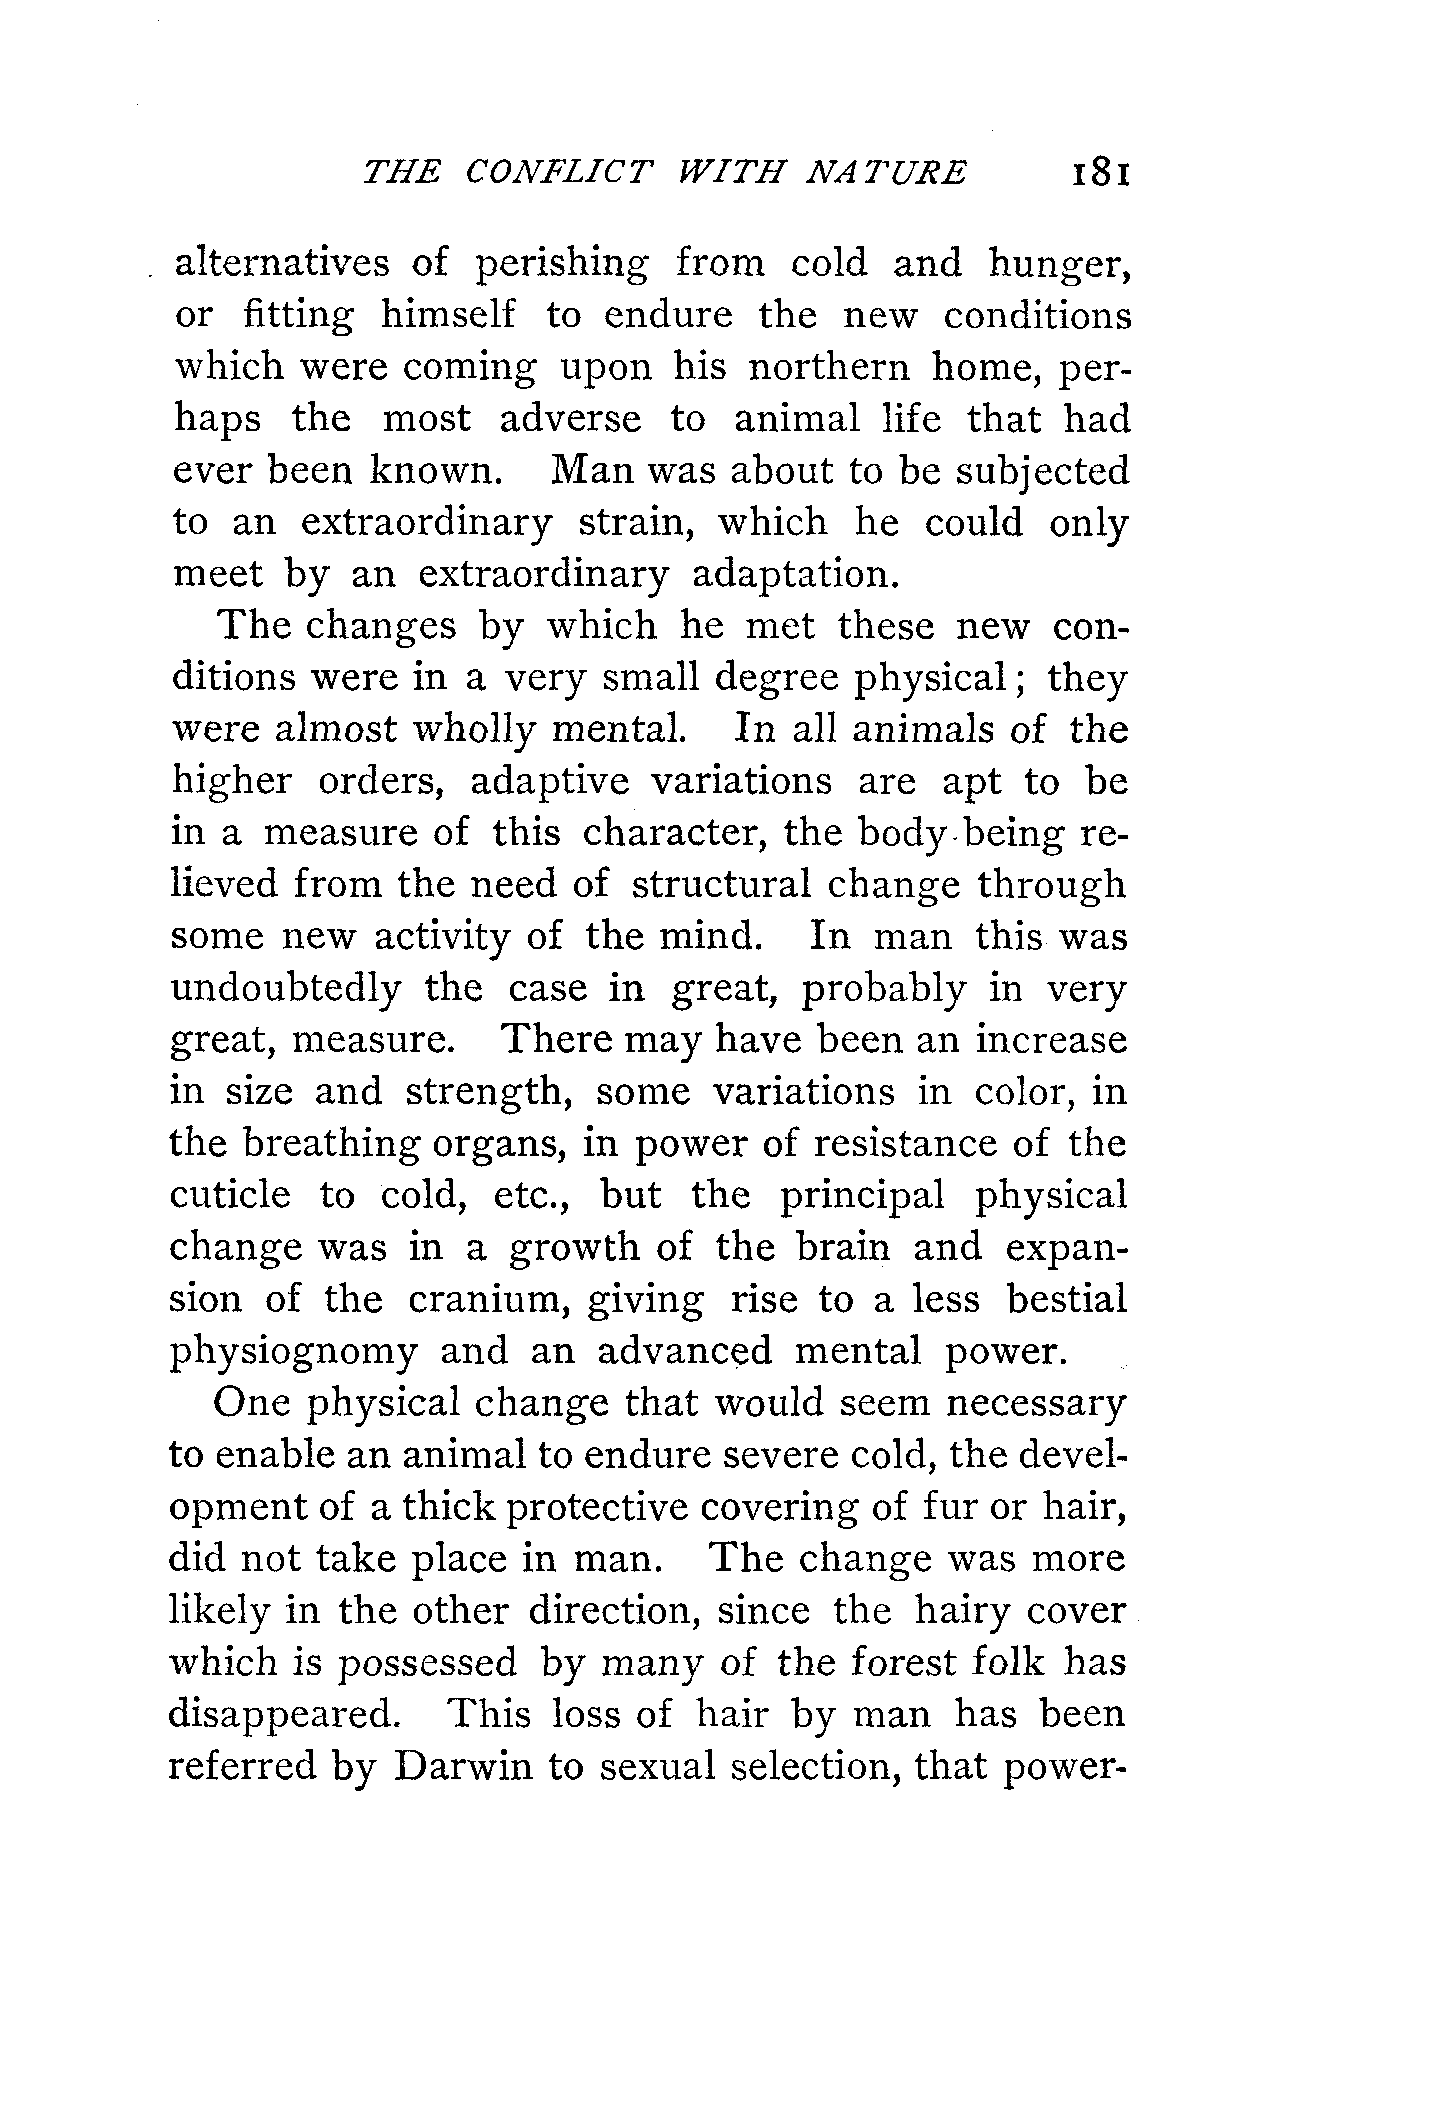 THE CONFLICT WITH NATURE 181
alternatives of perishing from cold and hunger,
or fitting himself to endure the new conditions
which were coming upon his northern home, per-
haps the most adverse to animal life that had
ever been known. Man was about to be subjected
to an extraordinary strain, which he could only
meet by an extraordinary adaptation.
The changes by which he met these new con-
ditions were in a very small degree physical; they
were almost wholly mental. In all animals of the
higher orders, adaptive variations are apt to be
in a measure of this character, the body being re-
lieved from the need of structural change through
some new activity of the mind. In man this was
undoubtedly the case in great, probably in very
great, measure. There may have been an increase
in size and strength, some variations in color, in
the breathing organs, in power of resistance of the
cuticle to cold, etc., but the principal physical
change was in a growth of the brain and expan-
sion of the cranium, giving rise to a less bestial
physiognomy and an advanced mental power.
One physical change that would seem necessary
to enable an animal to endure severe cold, the devel-
opment of a thick protective covering of fur or hair,
did not take place in man. The change was more
likely in the other direction, since the hairy cover
which is possessed by many of the forest folk has
disappeared. This loss of hair by man has been
referred by Darwin to sexual selection, that power-